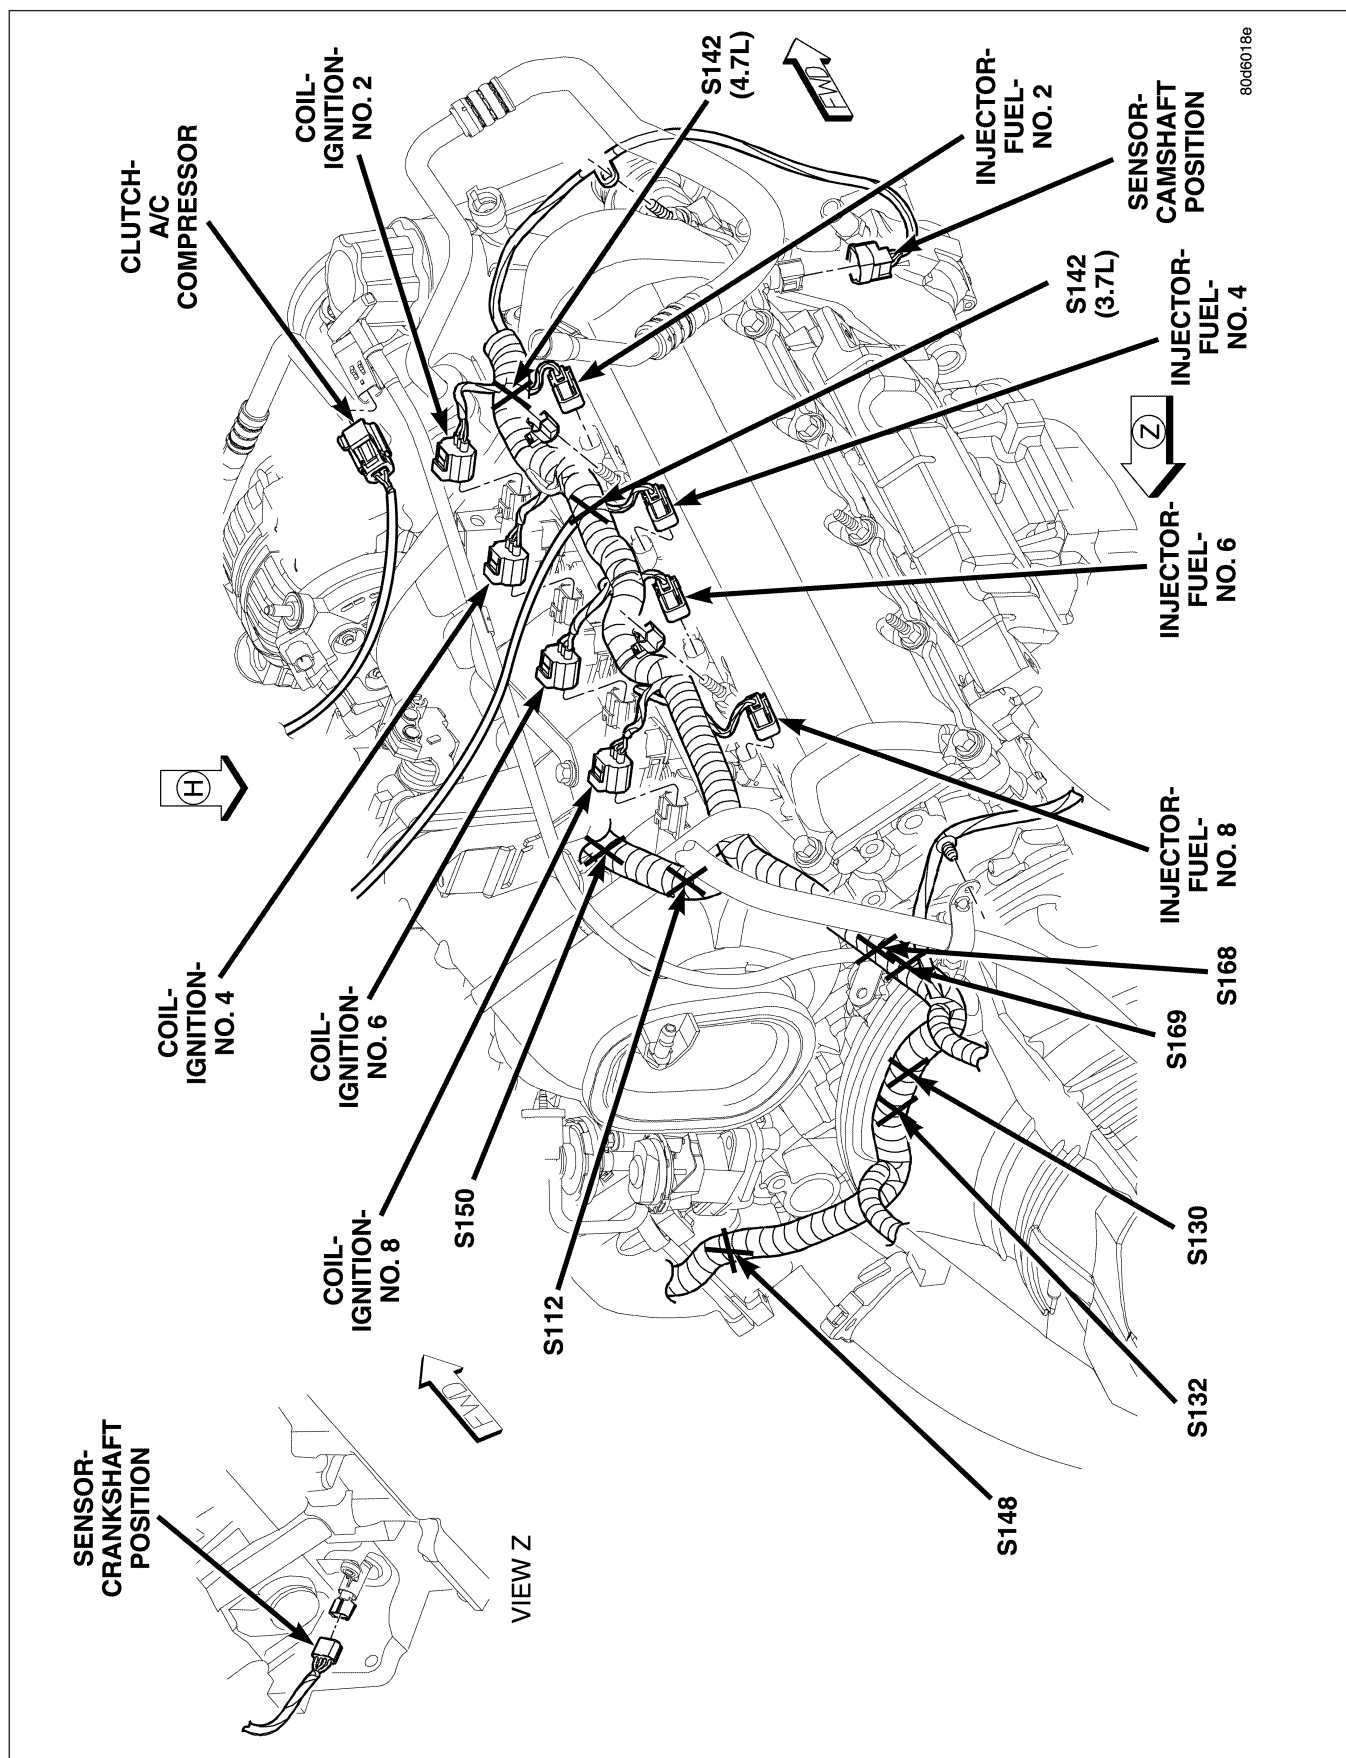 SENSOR-
CRANKSHAFT
POSITION
VIEW Z
FWD
COIL-
IGNITION-
NO. 8
COIL-
IGNITION-
NO. 6
COIL-
IGNITION-
NO. 4
H
CLUTCH-
A/C
COMPRESSOR
COIL-
IGNITION-
NO. 2
S142
(4.7L)
FWD
INJECTOR-
FUEL-
NO. 2
SENSOR-
CAMSHAFT
POSITION
S142
(3.7L)
INJECTOR-
FUEL-
NO. 4
Z
INJECTOR-
FUEL-
NO. 6
INJECTOR-
FUEL-
NO. 8
S168
S169
S130
S132
S148
S112
S150
80d6018e